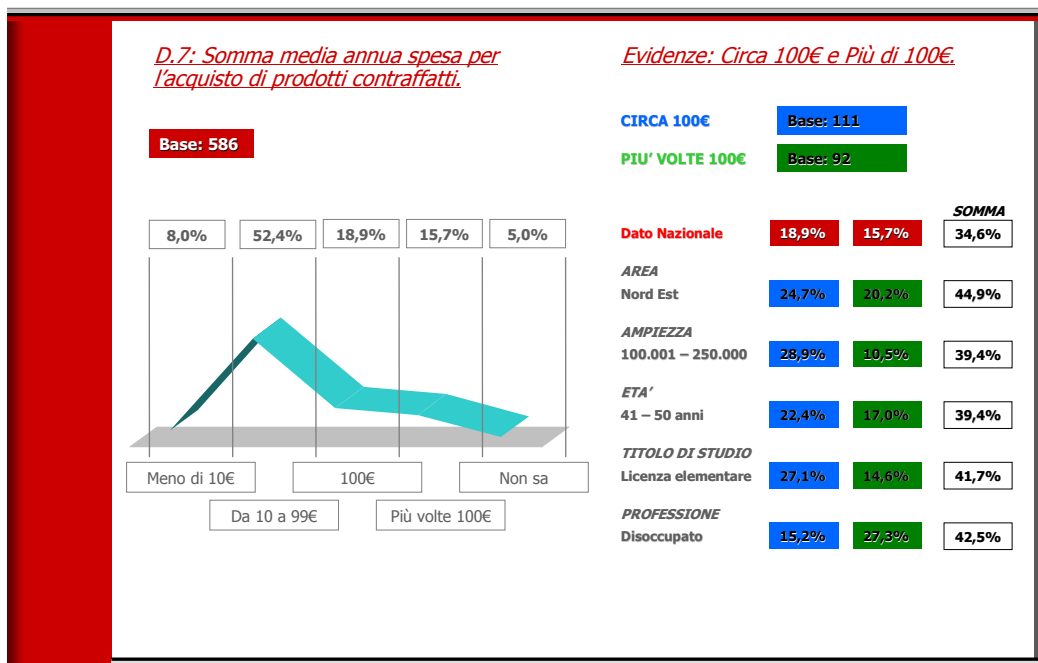 D.7: Somma media annua spesa per
l'acquisto di prodotti contraffatti.
Base: 586
8,0% 52,4% 18,9% 15,7% 5,0%
Meno di 10€ 100€ Non sa
Da 10 a 99€ Più volte 100€
Evidenze: Circa 100€ e Più di 100€.
CIRCA 100€ Base: 111
PIU' VOLTE 100€ Base: 92
SOMMA
Dato Nazionale 18,9% 15,7% 34,6%
AREA
Nord Est 24,7% 20,2% 44,9%
AMPIEZZA
100.001 – 250.000 28,9% 10,5% 39,4%
ETA'
41 – 50 anni 22,4% 17,0% 39,4%
TITOLO DI STUDIO
Licenza elementare 27,1% 14,6% 41,7%
PROFESSIONE
Disoccupato 15,2% 27,3% 42,5%